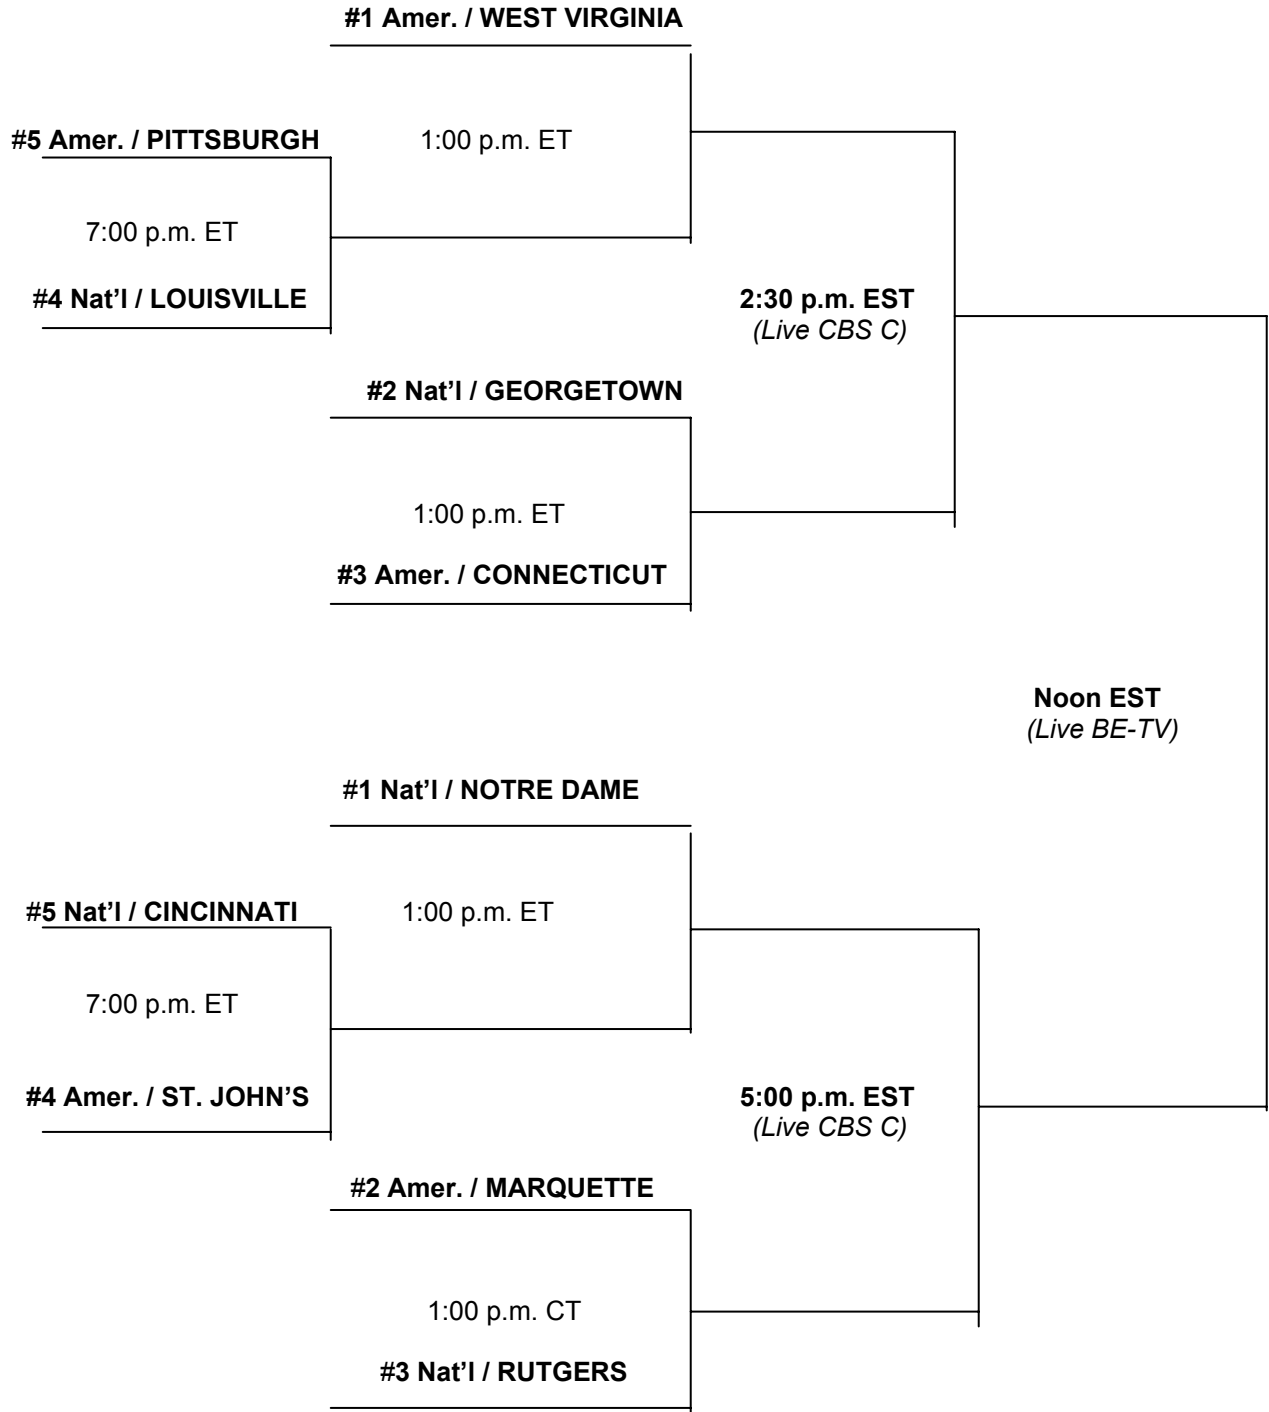 #1 Amer. / WEST VIRGINIA
#5 Amer. / PITTSBURGH
1:00 p.m. ET
7:00 p.m. ET
#4 Nat’l / LOUISVILLE
2:30 p.m. EST
(Live CBS C)
#2 Nat’l / GEORGETOWN
1:00 p.m. ET
#3 Amer. / CONNECTICUT
Noon EST
(Live BE-TV)
#1 Nat’l / NOTRE DAME
#5 Nat’l / CINCINNATI
1:00 p.m. ET
7:00 p.m. ET
#4 Amer. / ST. JOHN’S
5:00 p.m. EST
(Live CBS C)
#2 Amer. / MARQUETTE
1:00 p.m. CT
#3 Nat’l / RUTGERS